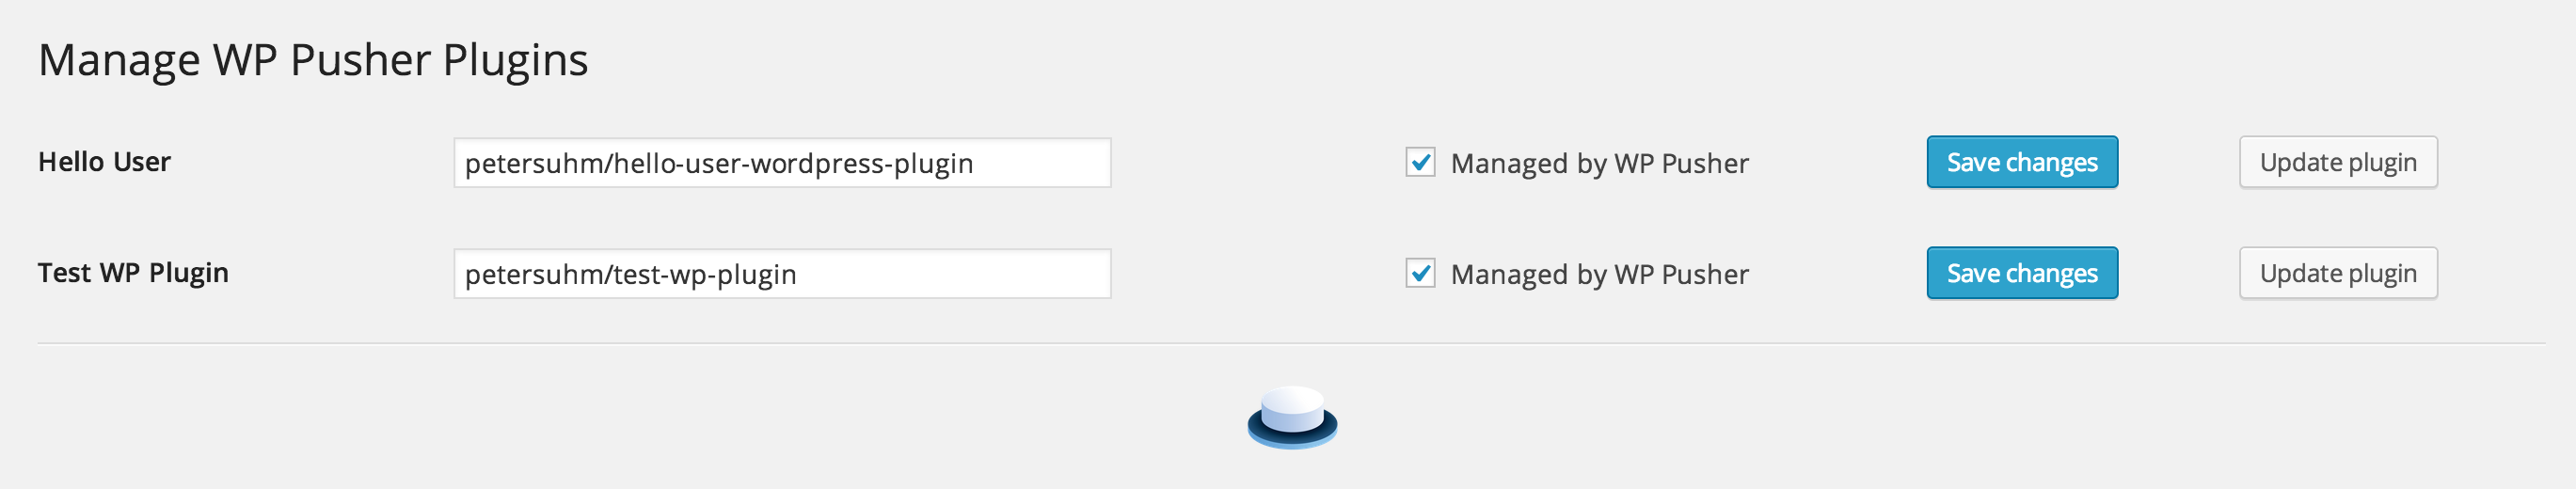 Manage WP Pusher Plugins
Hello User petersuhm/hello-user-wordpress-plugin Managed by WP Pusher Save changes Update plugin
Test WP Plugin petersuhm/test-wp-plugin Managed by WP Pusher Save changes Update plugin